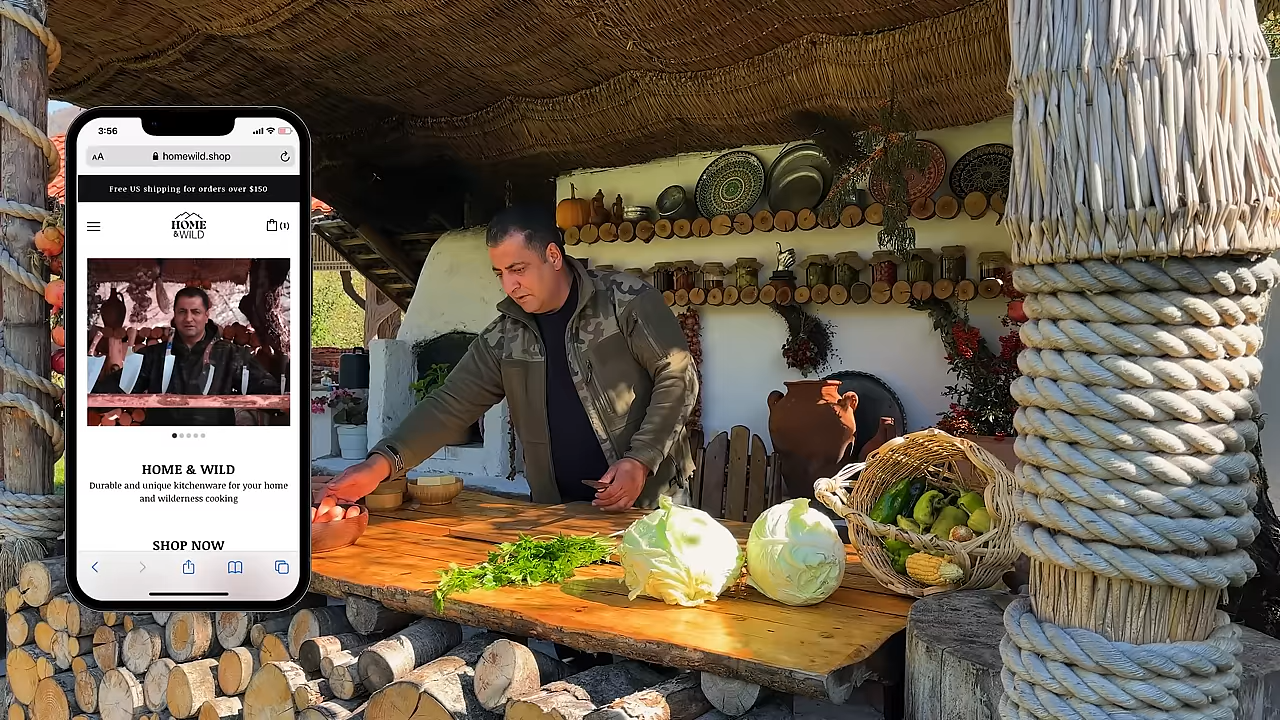 3:56
AA homewild.shop
Free US shipping for orders over $150
HOME
&WILD
(1)
HOME & WILD
Durable and unique kitchenware for your home
and wilderness cooking
SHOP NOW